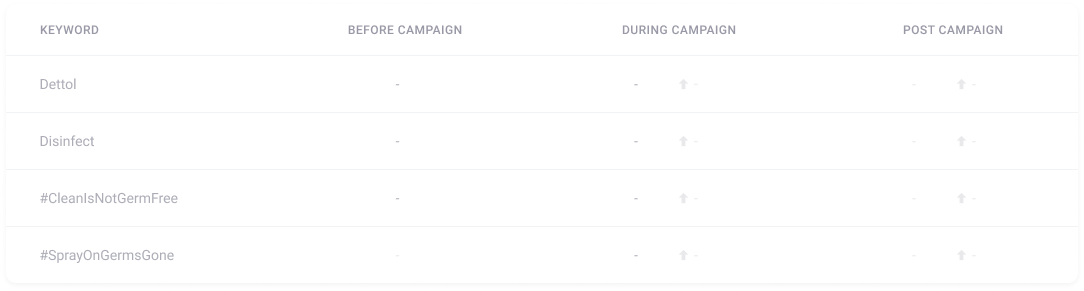 KEYWORD BEFORE CAMPAIGN DURING CAMPAIGN POST CAMPAIGN
Dettol - - - - -
Disinfect - - - - -
#CleanIsNotGermFree - - - - -
#SprayOnGermsGone - - - - -